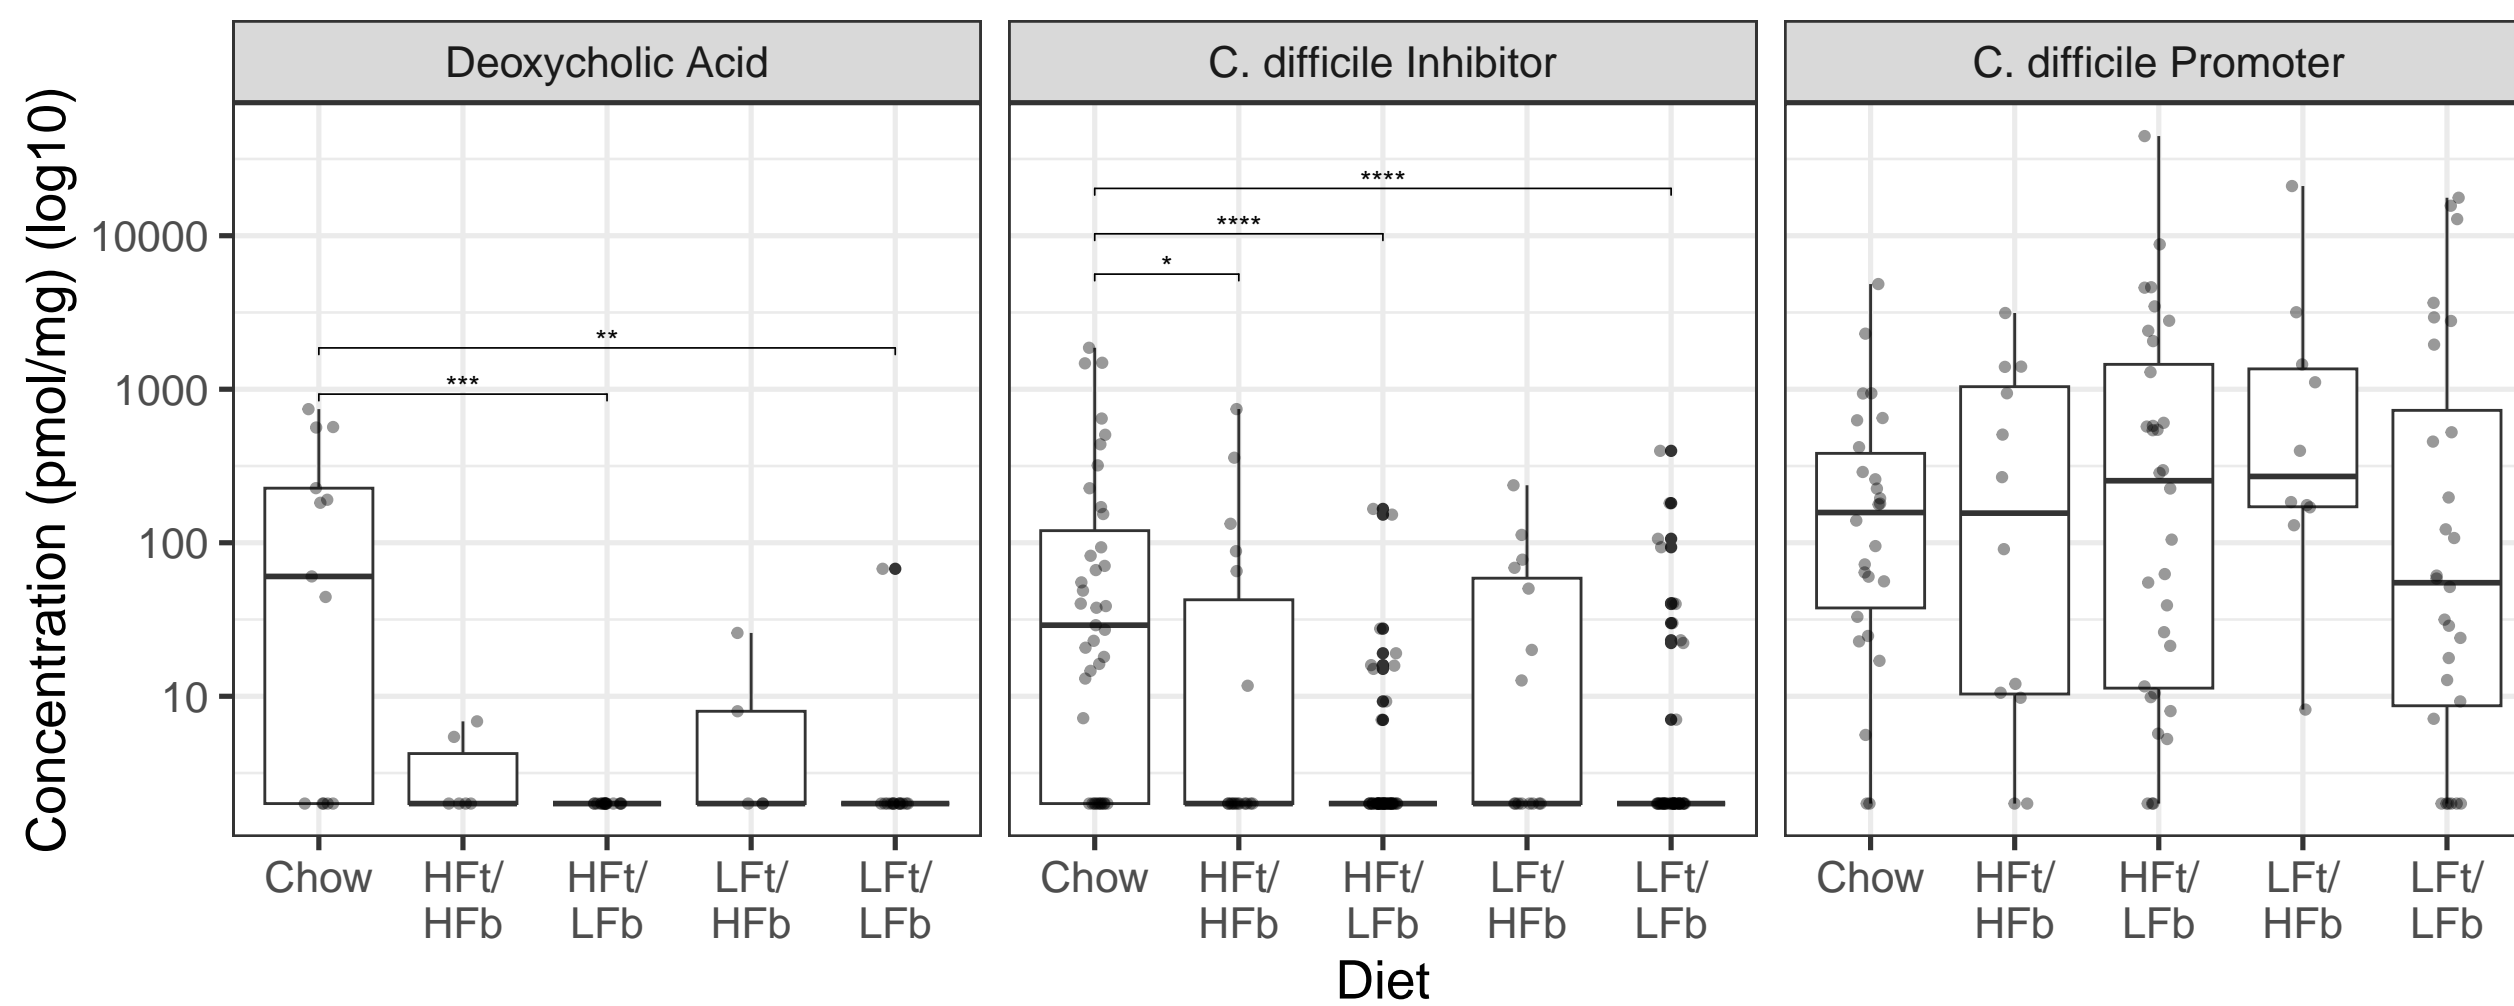 Deoxycholic Acid
C. difficile Inhibitor
C. difficile Promoter
Concentration (pmol/mg) (log10)
10000
1000
100
10
**
***
****
****
*
Chow
HFt/
HFb
HFt/
LFb
LFt/
HFb
LFt/
LFb
Chow
HFt/
HFb
HFt/
LFb
LFt/
HFb
LFt/
LFb
Chow
HFt/
HFb
HFt/
LFb
LFt/
HFb
LFt/
LFb
Diet